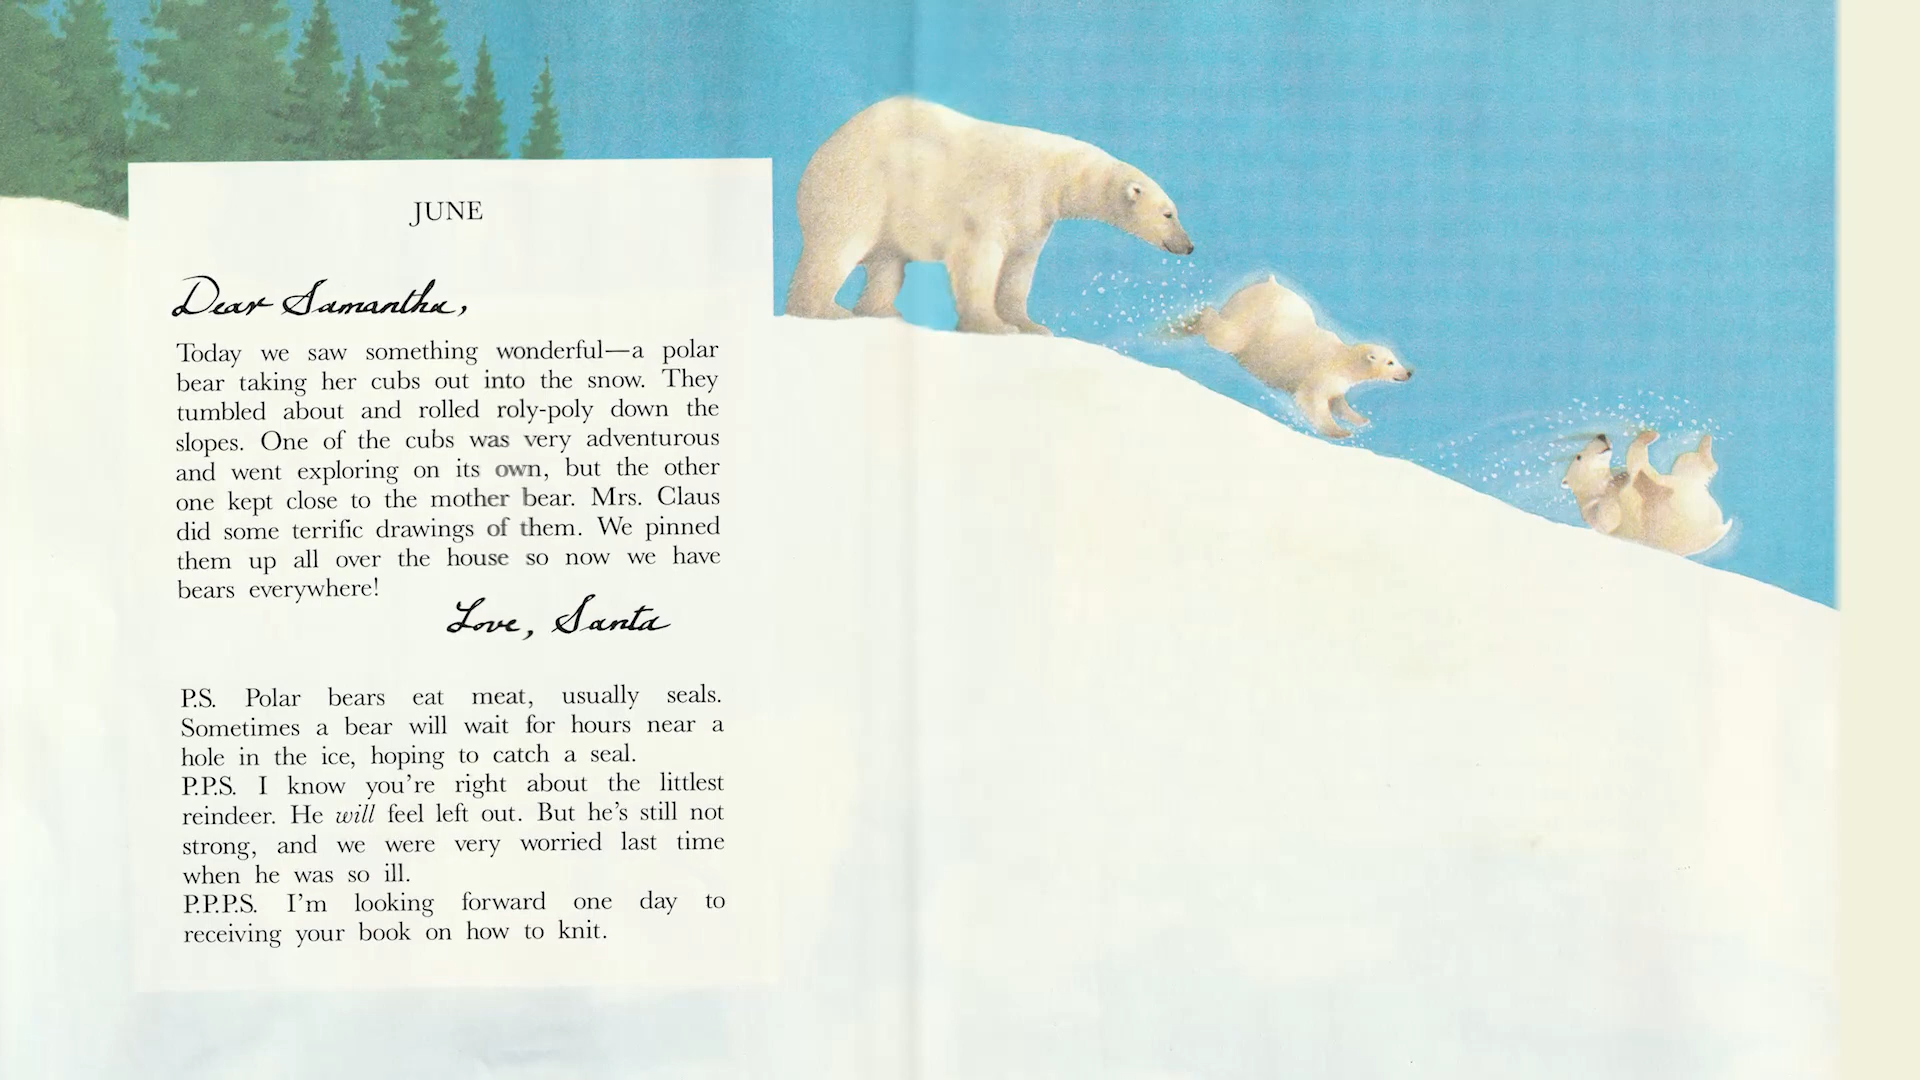 JUNE
Dear Samantha,
Today we saw something wonderful—a polar
bear taking her cubs out into the snow. They
tumbled about and rolled roly-poly down the
slopes. One of the cubs was very adventurous
and went exploring on its own, but the other
one kept close to the mother bear. Mrs. Claus
did some terrific drawings of them. We pinned
them up all over the house so now we have
bears everywhere!
Love, Santa
P.S. Polar bears eat meat, usually seals.
Sometimes a bear will wait for hours near a
hole in the ice, hoping to catch a seal.
P.P.S. I know you're right about the littlest
reindeer. He will feel left out. But he's still not
strong, and we were very worried last time
when he was so ill.
P.P.P.S. I'm looking forward one day to
receiving your book on how to knit.